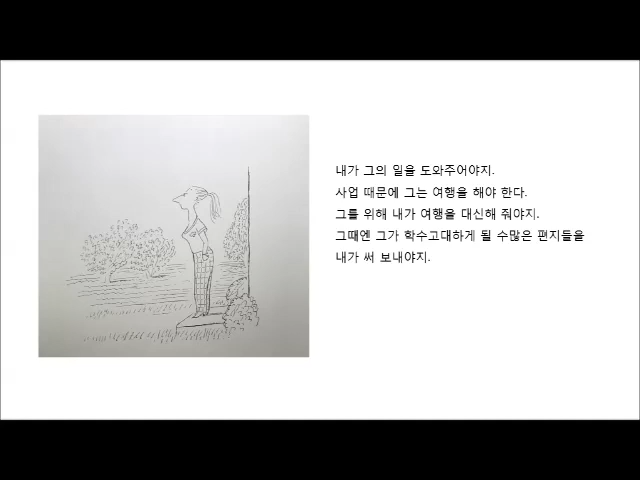 내가 그의 일을 도와주어야지.
사업 때문에 그는 여행을 해야 한다.
그를 위해 내가 여행을 대신해 줘야지.
그때엔 그가 학수고대하게 될 수많은 편지들을
내가 써 보내야지.